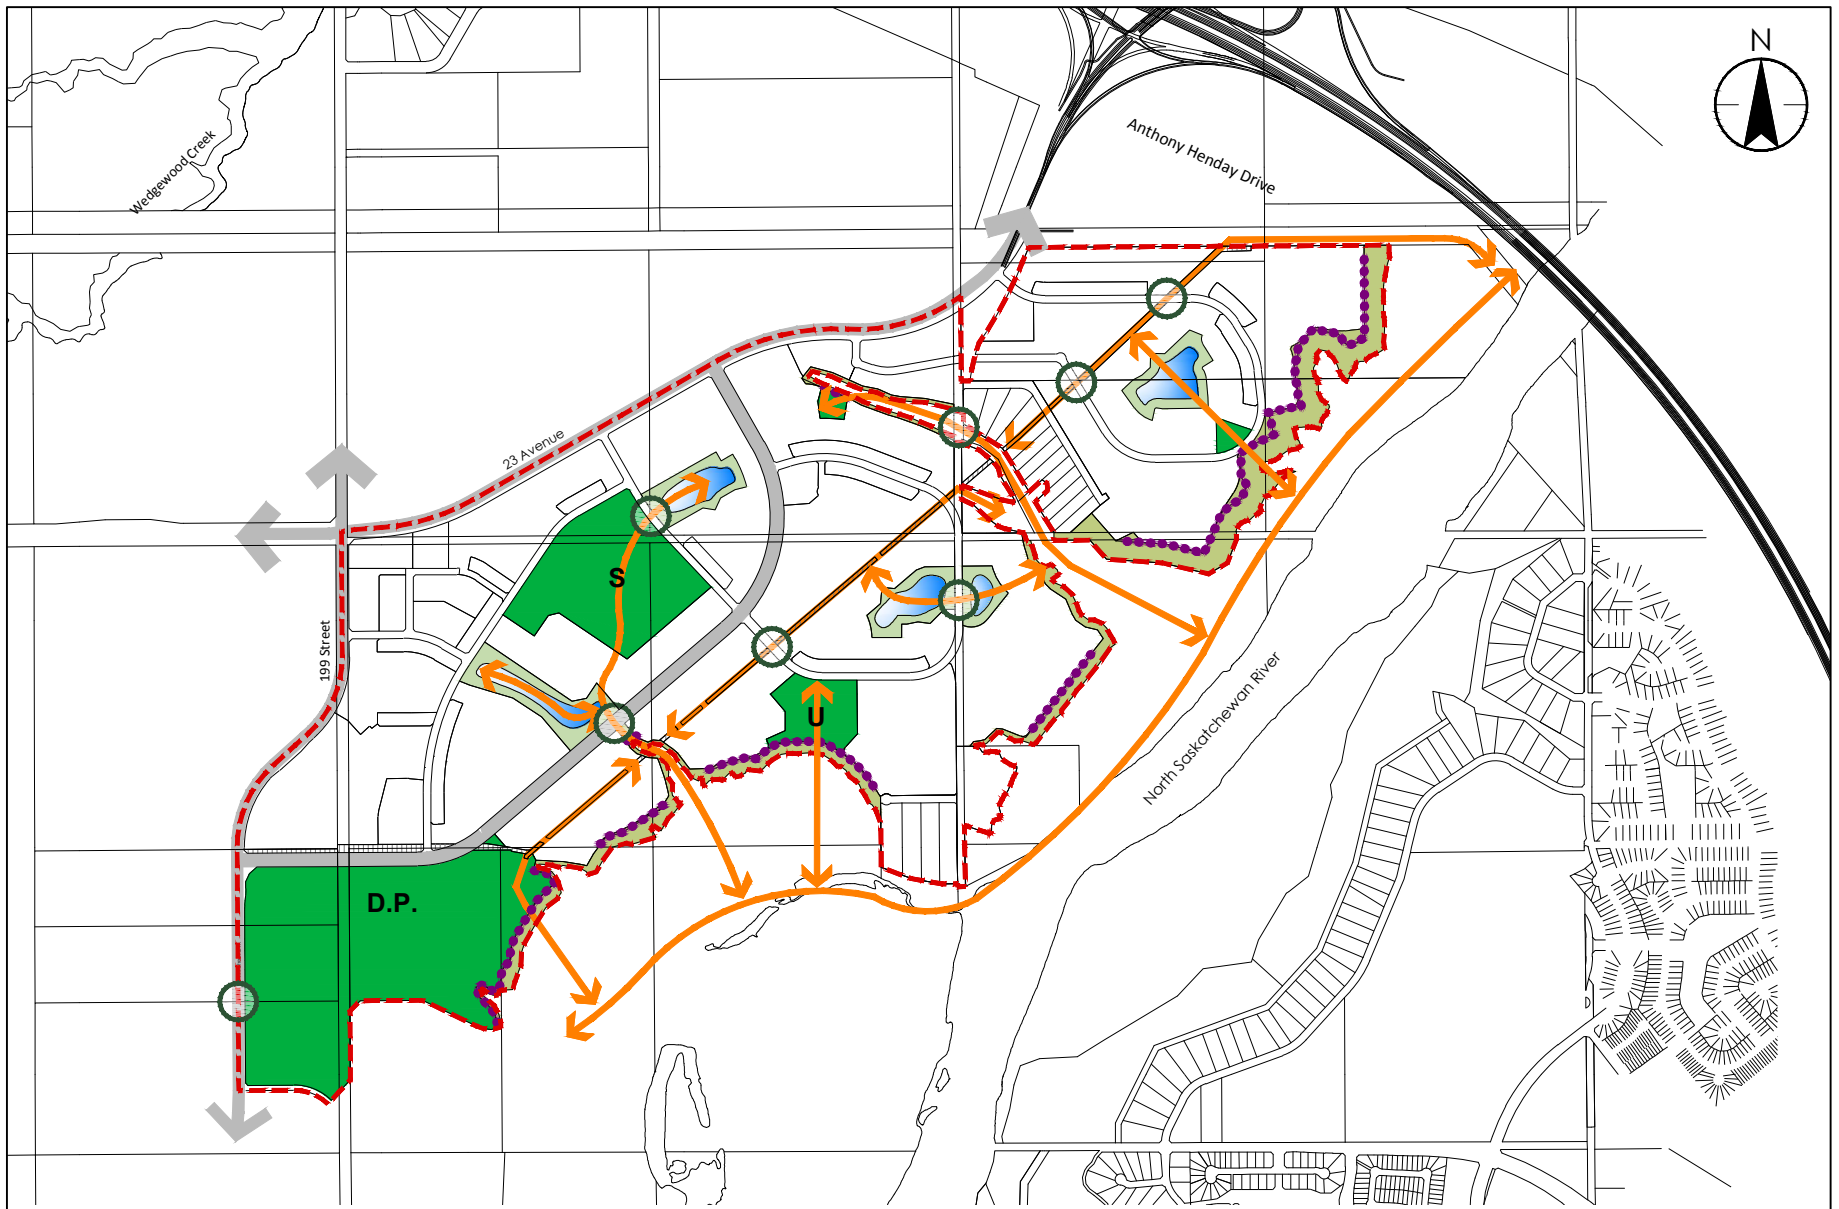 N
Anthony Henday Drive
Wedgewood Creek
23 Avenue
S
199 Street
U
North Saskatchewan River
D.P.